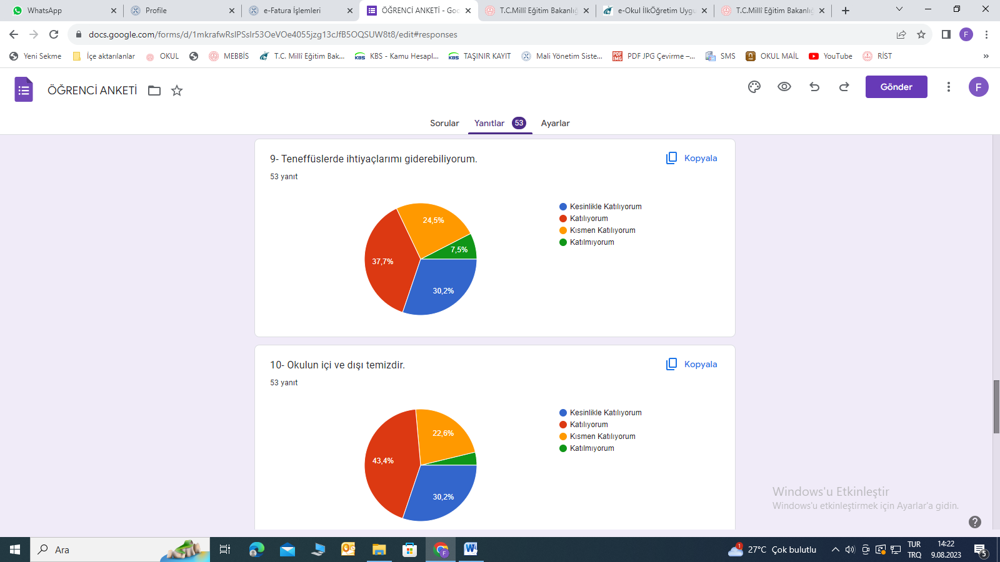 WhatsApp
Profile
e-Fatura İşlemleri
ÖĞRENCİ ANKETİ - Goo
T.C.Millî Eğitim Bakanlığ
e-Okul İlkÖğretim Uygu
T.C.Millî Eğitim Bakanlığ
docs.google.com/forms/d/1mkrafwRslPSsIr53OeVOe4055jzg13cJfB5OQSUW8t8/edit#responses
F
Yeni Sekme
İçe aktarılanlar
OKUL
MEBBİS
T.C. Millî Eğitim Bak...
KBS - Kamu Hesapl...
TAŞINIR KAYIT
Mali Yönetim Siste...
PDF JPG Çevirme –...
SMS
OKUL MAİL
YouTube
RİST
ÖĞRENCİ ANKETİ
Gönder
F
Sorular
Yanıtlar 53
Ayarlar
9- Teneffüslerde ihtiyaçlarımı giderebiliyorum.
Kopyala
53 yanıt
Kesinlikle Katılıyorum
Katılıyorum
Kısmen Katılıyorum
Katılmıyorum
24,5%
7,5%
37,7%
30,2%
10- Okulun içi ve dışı temizdir.
Kopyala
53 yanıt
Kesinlikle Katılıyorum
Katılıyorum
Kısmen Katılıyorum
Katılmıyorum
22,6%
43,4%
30,2%
Windows'u Etkinleştir
Windows'u etkinleştirmek için Ayarlar'a gidin.
Ara
1
27°C Çok bulutlu
TUR
TRQ
14:22
9.08.2023
5